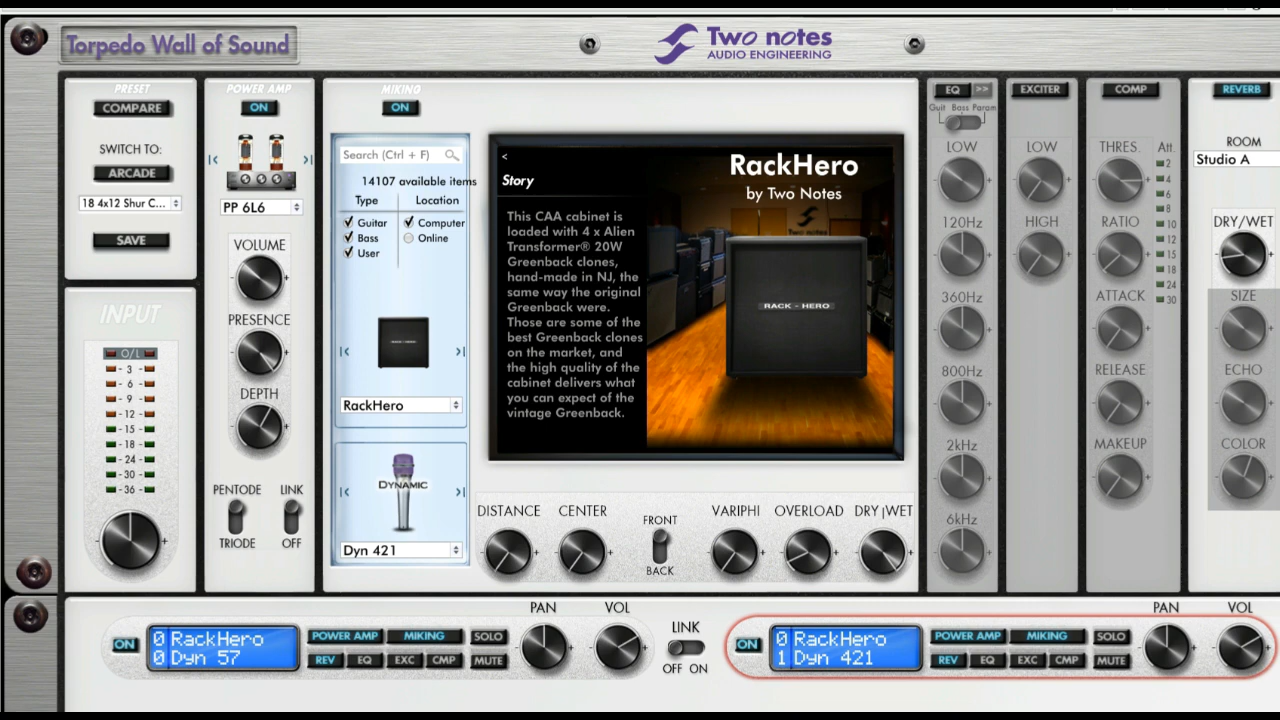 Torpedo Wall of Sound
Two notes
AUDIO ENGINEERING
PRESET
COMPARE
SWITCH TO:
ARCADE
18 4x12 Shur C...
SAVE
INPUT
O/L
- 3 -
- 6 -
- 9 -
- 12 -
- 15 -
- 18 -
- 24 -
- 30 -
- 36 -
POWER AMP
ON
PP 6L6
VOLUME
PRESENCE
DEPTH
PENTODE LINK
TRIODE OFF
MIKING
ON
Search (Ctrl + F)
14107 available items
Type Location
Guitar Computer
Bass Online
User
RACK - HERO
RackHero
DYNAMIC
Dyn 421
<
Story
This CAA cabinet is
loaded with 4 x Alien
Transformer® 20W
Greenback clones,
hand-made in NJ, the
same way the original
Greenback were.
Those are some of the
best Greenback clones
on the market, and
the high quality of the
cabinet delivers what
you can expect of the
vintage Greenback.
RackHero
by Two Notes
Two notes
RACK - HERO
DISTANCE CENTER
FRONT
BACK
VARIPHI OVERLOAD DRY|WET
EQ >>
Guit Bass Param
LOW
120Hz
360Hz
800Hz
2kHz
6kHz
EXCITER
LOW
HIGH
COMP
THRES. Att.
RATIO
ATTACK
RELEASE
MAKEUP
2
4
6
8
10
12
15
18
24
30
REVERB
ROOM
Studio A
DRY/WET
SIZE
ECHO
COLOR
ON
0 RackHero
0 Dyn 57
POWER AMP MIKING SOLO
REV EQ EXC CMP MUTE
PAN VOL
LINK
OFF ON
ON
0 RackHero
1 Dyn 421
POWER AMP MIKING SOLO
REV EQ EXC CMP MUTE
PAN VOL